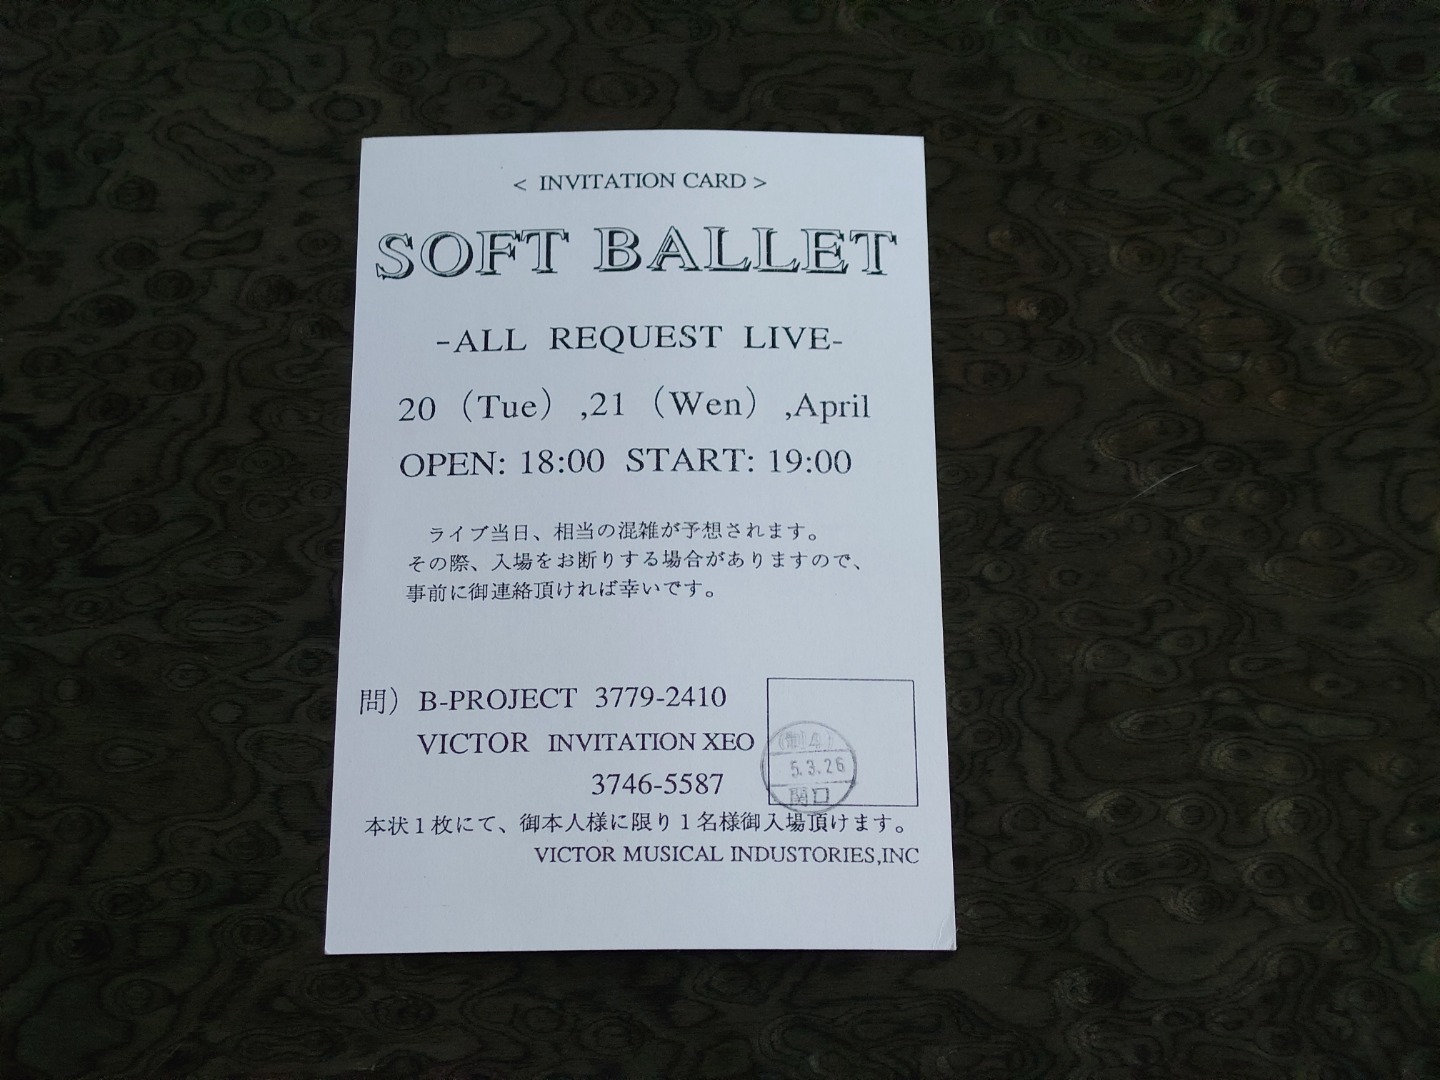 < INVITATION CARD >
SOFT BALLET
-ALL REQUEST LIVE-
20 （Tue） ,21 （Wen） ,April
OPEN: 18:00 START: 19:00
ライブ当日、相当の混雑が予想されます。
その際、入場をお断りする場合がありますので、
事前に御連絡頂ければ幸いです。
問） B-PROJECT 3779-2410
VICTOR INVITATION XEO
3746-5587
(制4)
5.3.26
関口
本状１枚にて、御本人様に限り１名様御入場頂けます。
VICTOR MUSICAL INDUSTORIES,INC